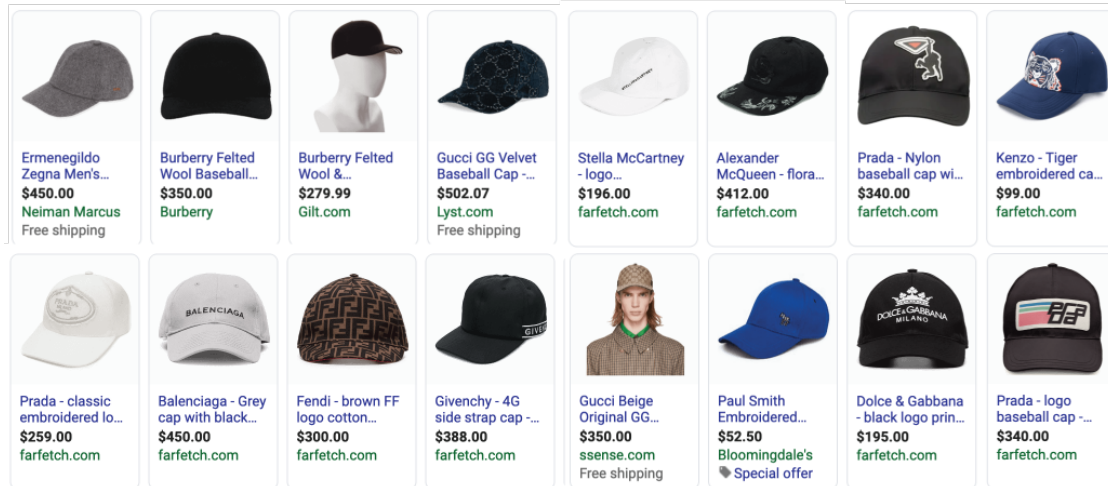 Ermenegildo
Zegna Men's...
$450.00
Neiman Marcus
Free shipping
Burberry Felted
Wool Baseball...
$350.00
Burberry
Burberry Felted
Wool &...
$279.99
Gilt.com
Gucci GG Velvet
Baseball Cap -...
$502.07
Lyst.com
Free shipping
Stella McCartney
- logo...
$196.00
farfetch.com
Alexander
McQueen - flora...
$412.00
farfetch.com
Prada - Nylon
baseball cap wi...
$340.00
farfetch.com
Kenzo - Tiger
embroidered ca...
$99.00
farfetch.com
PRADA
Prada - classic
embroidered lo...
$259.00
farfetch.com
BALENCIAGA
Balenciaga - Grey
cap with black...
$450.00
farfetch.com
Fendi - brown FF
logo cotton...
$300.00
farfetch.com
GIVENC
Givenchy - 4G
side strap cap -...
$388.00
farfetch.com
Gucci Beige
Original GG...
$350.00
ssense.com
Free shipping
Paul Smith
Embroidered...
$52.50
Bloomingdale's
Special offer
DOLCE & GABBANA
MILANO
Dolce & Gabbana
- black logo prin...
$195.00
farfetch.com
Prada
Prada - logo
baseball cap -...
$340.00
farfetch.com